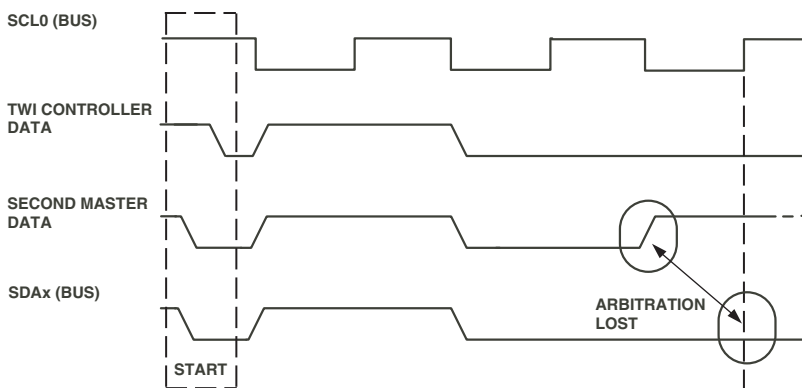 SCL0 (BUS)
TWI CONTROLLER
DATA
SECOND MASTER
DATA
SDAx (BUS)
ARBITRATION
LOST
START